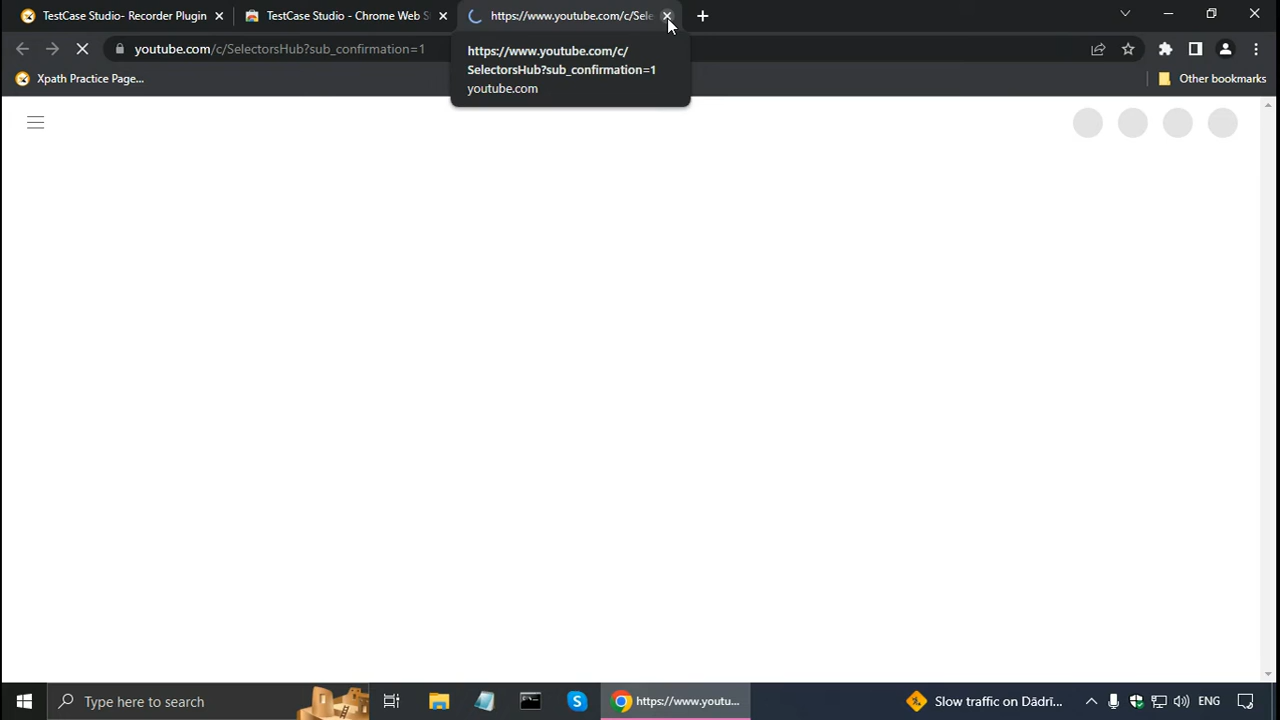 TestCase Studio- Recorder Plugin
TestCase Studio - Chrome Web S
https://www.youtube.com/c/Sele
youtube.com/c/SelectorsHub?sub_confirmation=1
https://www.youtube.com/c/
SelectorsHub?sub_confirmation=1
youtube.com
Xpath Practice Page...
Other bookmarks
Type here to search
https://www.youtu...
Slow traffic on Dādrī...
ENG